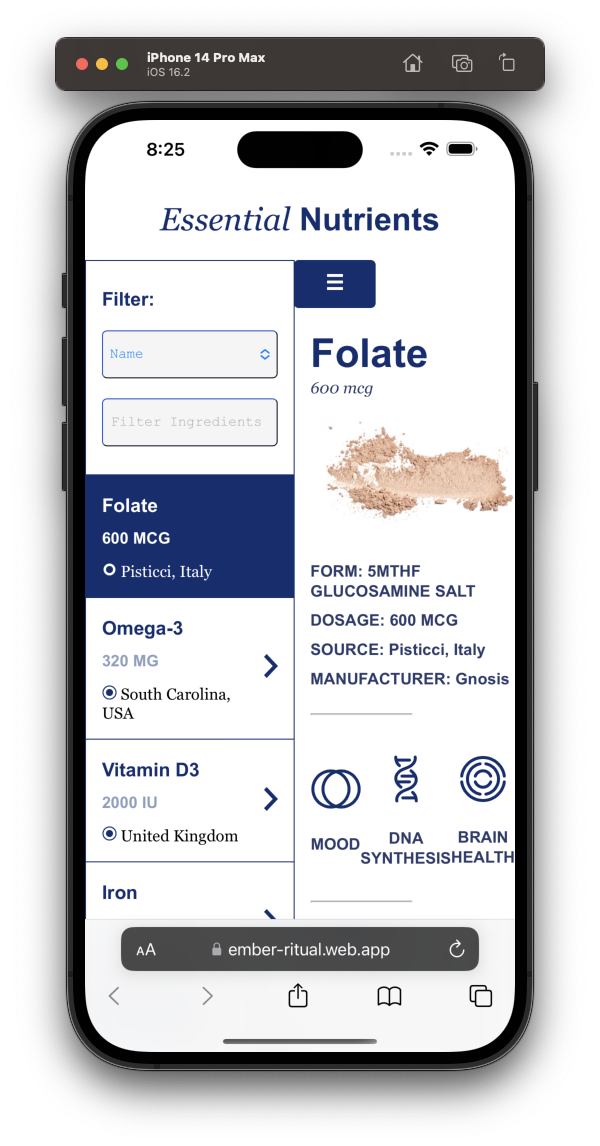 iPhone 14 Pro Max
iOS 16.2
8:25
Essential Nutrients
Filter:
Name
Filter Ingredients
Folate
600 MCG
Pisticci, Italy
Omega-3
320 MG
South Carolina,
USA
Vitamin D3
2000 IU
United Kingdom
Iron
Folate
600 mcg
FORM: 5MTHF
GLUCOSAMINE SALT
DOSAGE: 600 MCG
SOURCE: Pisticci, Italy
MANUFACTURER: Gnosis
MOOD
DNA
SYNTHESIS
BRAIN
HEALTH
AA
ember-ritual.web.app